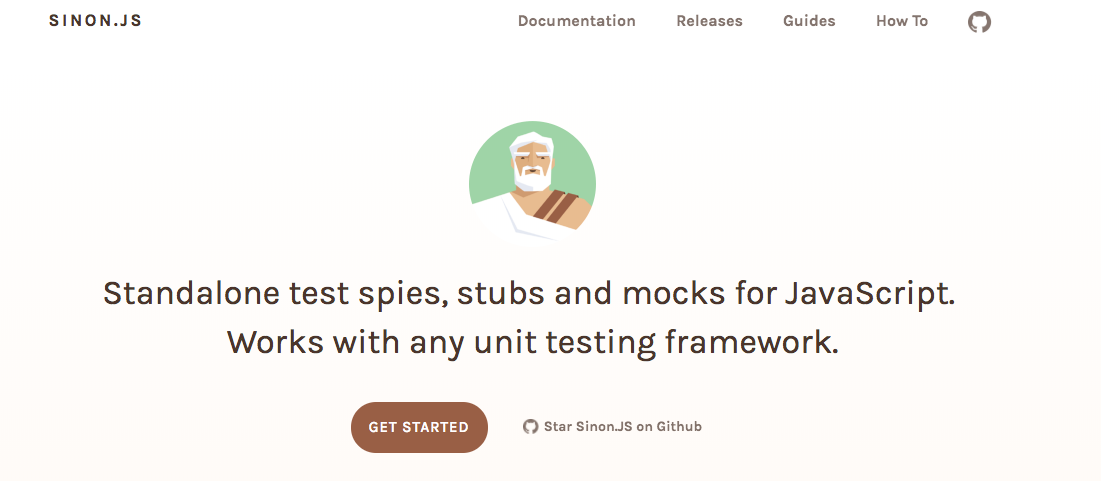 SINON.JS
Documentation Releases Guides How To
Standalone test spies, stubs and mocks for JavaScript.
Works with any unit testing framework.
GET STARTED
Star Sinon.JS on Github